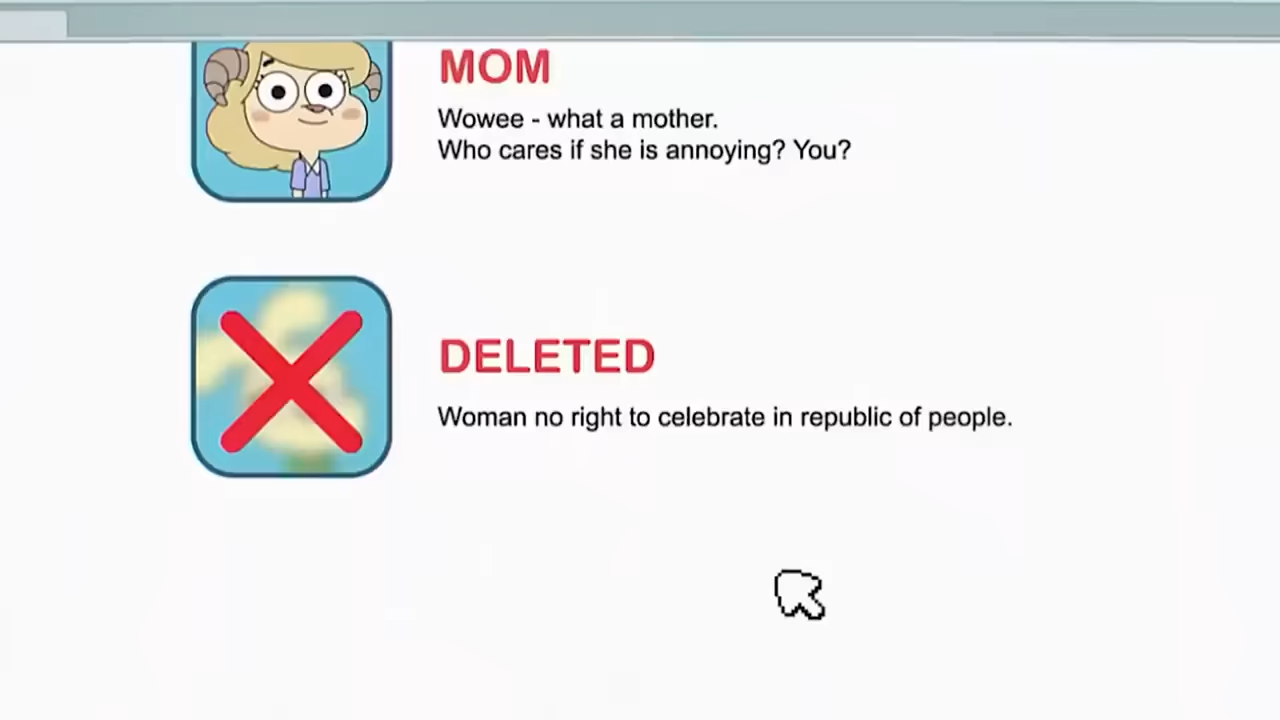 MOM
Wowee - what a mother.
Who cares if she is annoying? You?
DELETED
Woman no right to celebrate in republic of people.